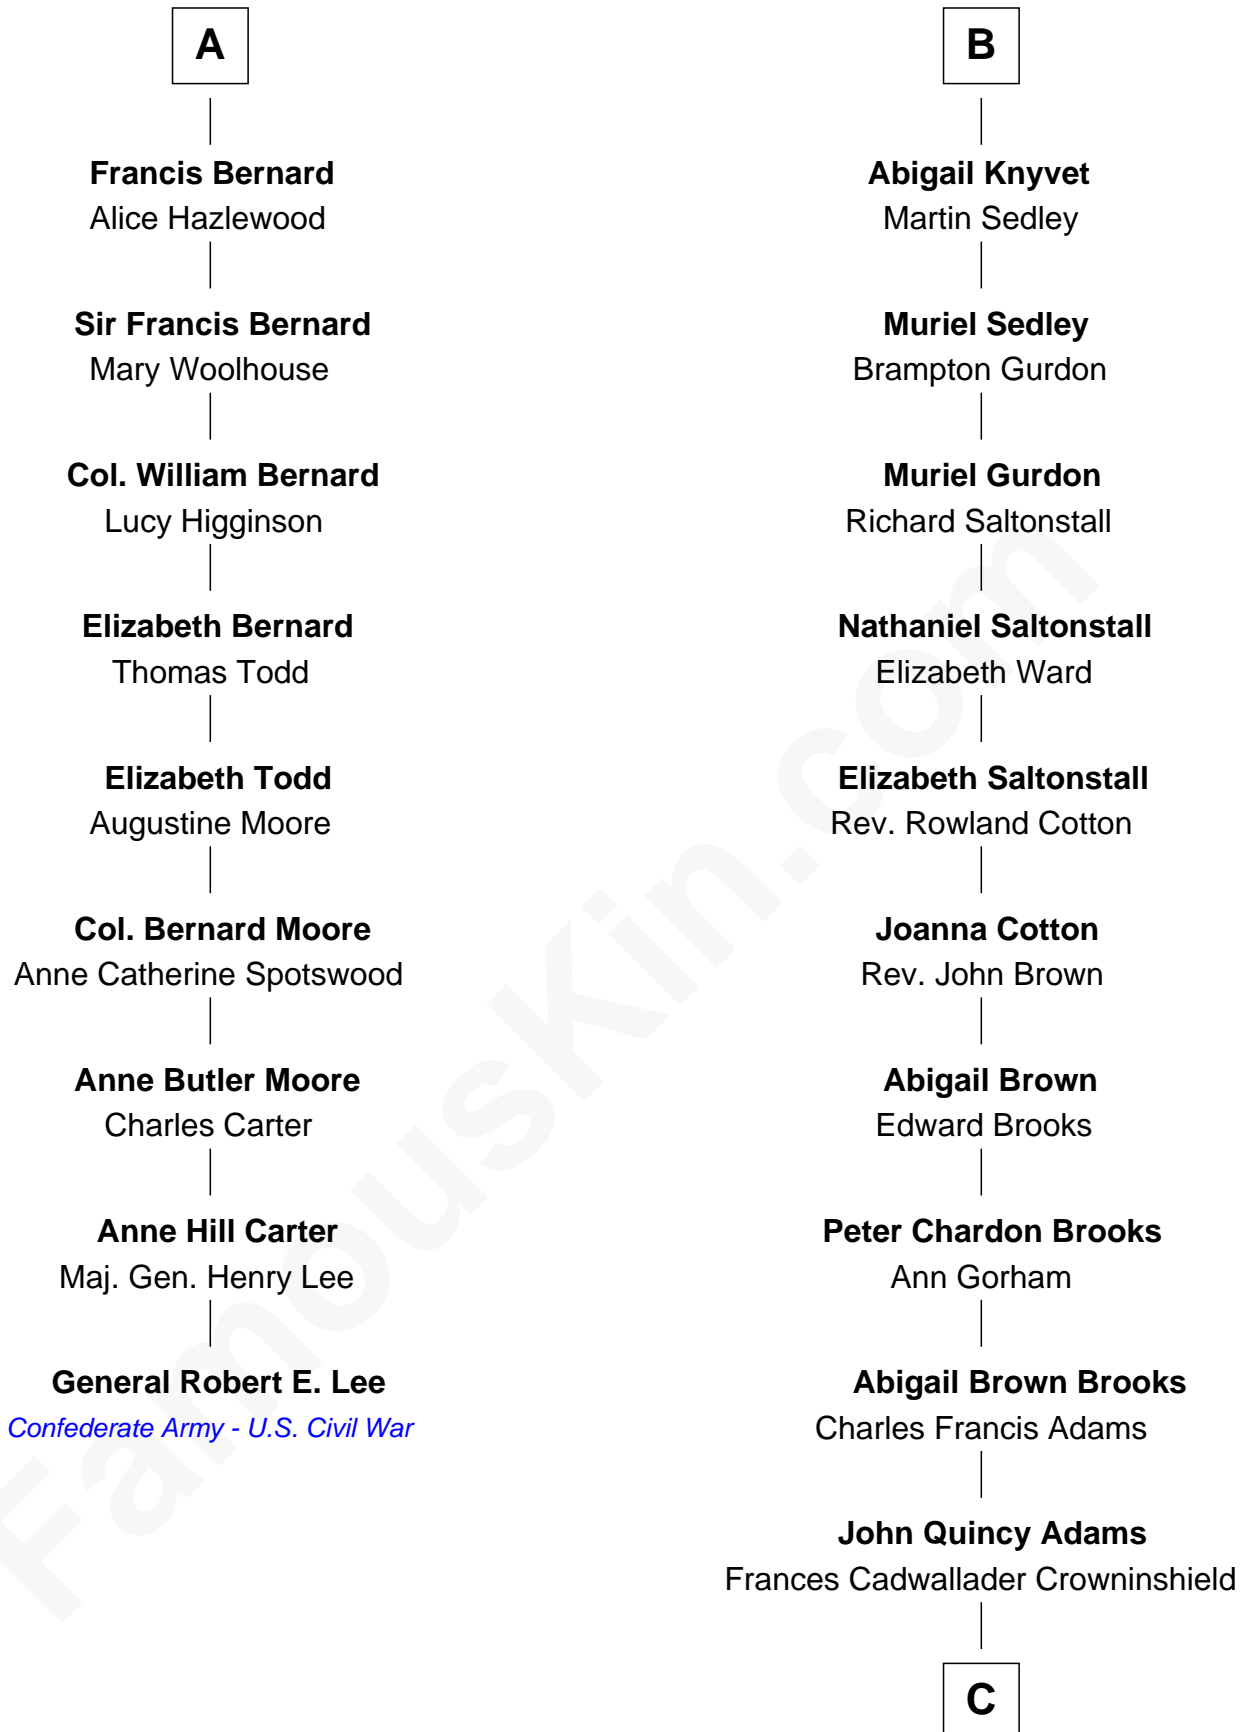 A
Francis Bernard
Alice Hazlewood
Sir Francis Bernard
Mary Woolhouse
Col. William Bernard
Lucy Higginson
Elizabeth Bernard
Thomas Todd
Elizabeth Todd
Augustine Moore
Col. Bernard Moore
Anne Catherine Spotswood
Anne Butler Moore
Charles Carter
Anne Hill Carter
Maj. Gen. Henry Lee
General Robert E. Lee
Confederate Army - U.S. Civil War
B
Abigail Knyvet
Martin Sedley
Muriel Sedley
Brampton Gurdon
Muriel Gurdon
Richard Saltonstall
Nathaniel Saltonstall
Elizabeth Ward
Elizabeth Saltonstall
Rev. Rowland Cotton
Joanna Cotton
Rev. John Brown
Abigail Brown
Edward Brooks
Peter Chardon Brooks
Ann Gorham
Abigail Brown Brooks
Charles Francis Adams
John Quincy Adams
Frances Cadwallader Crowninshield
C
FamousKin.com